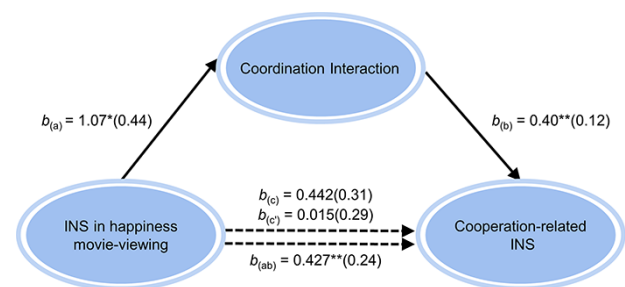 Coordination Interaction
b(a) = 1.07*(0.44)
b(b) = 0.40**(0.12)
b(c) = 0.442(0.31)
b(c') = 0.015(0.29)
INS in happiness
movie-viewing
Cooperation-related
INS
b(ab) = 0.427**(0.24)